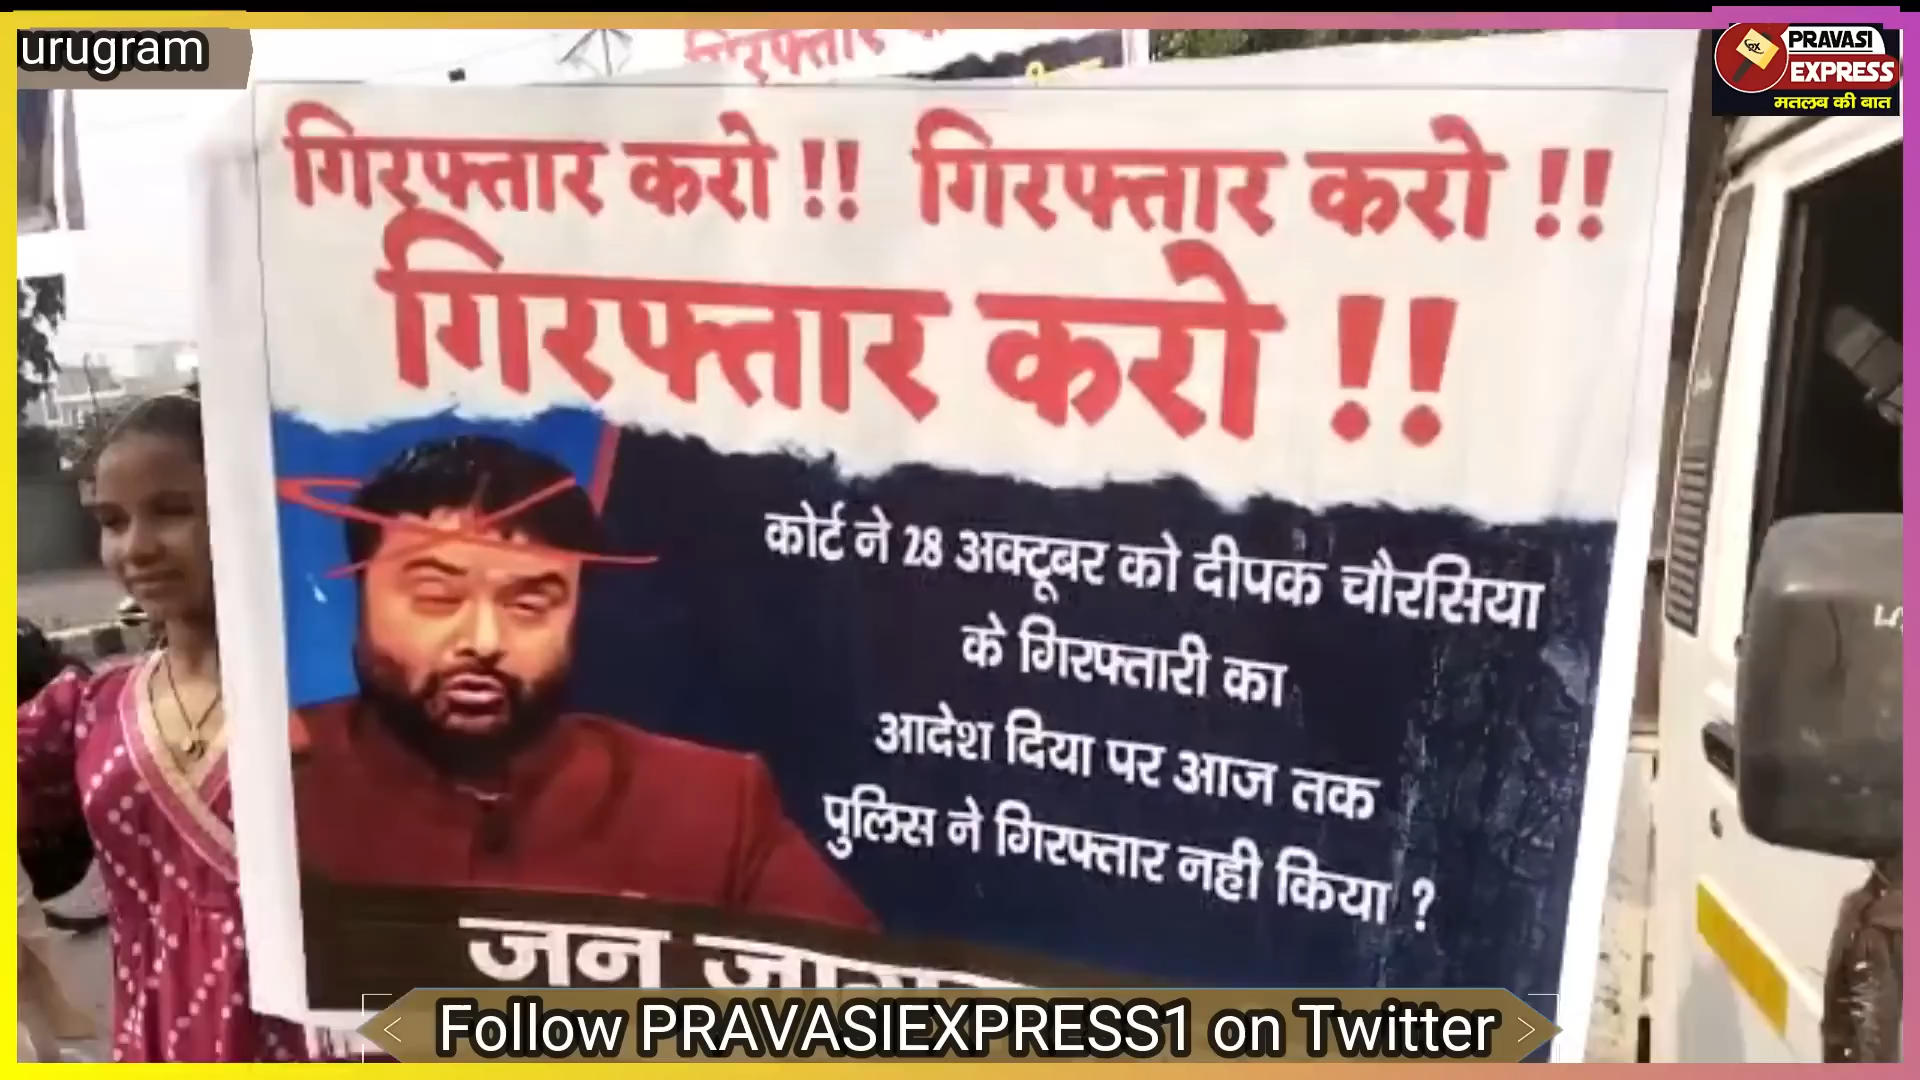 urugram
PRAVASI
EXPRESS
मतलब की बात
गिरफ्तार
गिरफ्तार करो !! गिरफ्तार करो !!
गिरफ्तार करो !!
कोर्ट ने 28 अक्टूबर को दीपक चौरसिया
के गिरफ्तारी का
आदेश दिया पर आज तक
पुलिस ने गिरफ्तार नही किया ?
जन
Follow PRAVASIEXPRESS1 on Twitter